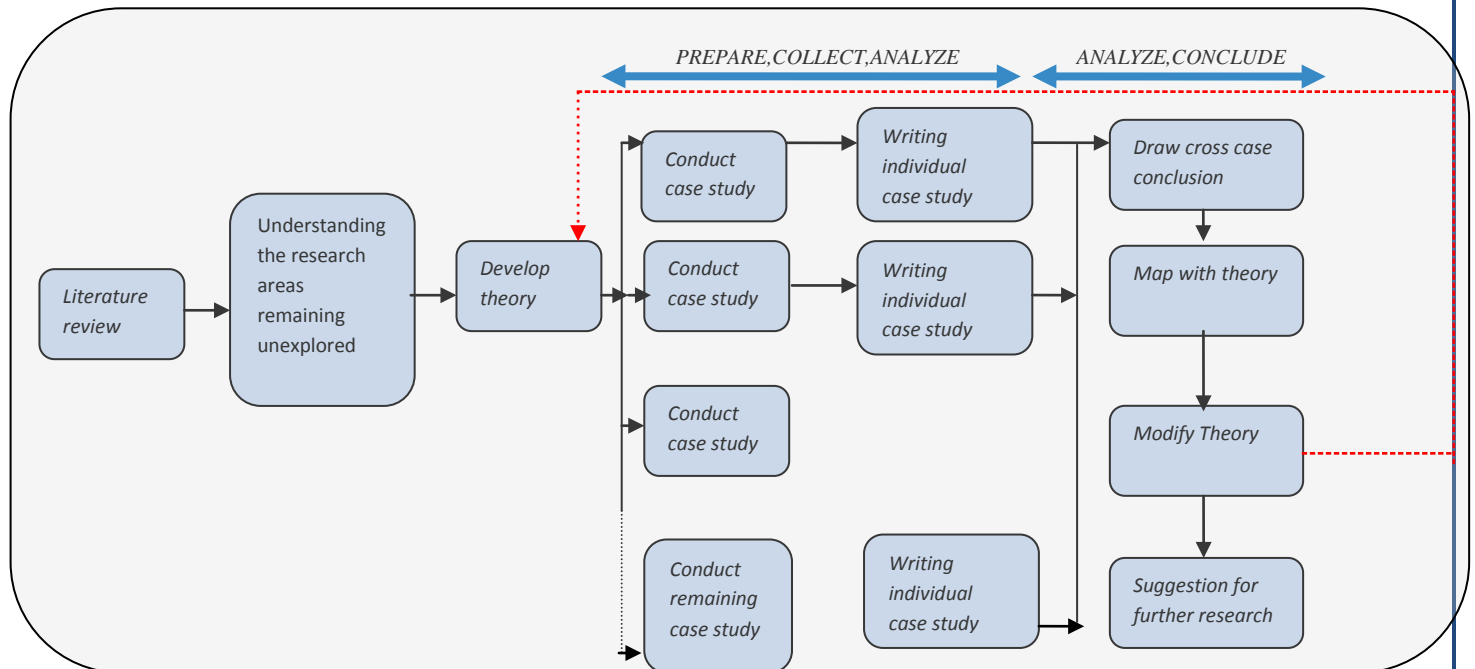 PREPARE,COLLECT,ANALYZE
ANALYZE,CONCLUDE
Literature
review
Understanding
the research
areas
remaining
unexplored
Develop
theory
Conduct
case study
Writing
individual
case study
Conduct
case study
Writing
individual
case study
Conduct
case study
Conduct
remaining
case study
Writing
individual
case study
Draw cross case
conclusion
Map with theory
Modify Theory
Suggestion for
further research